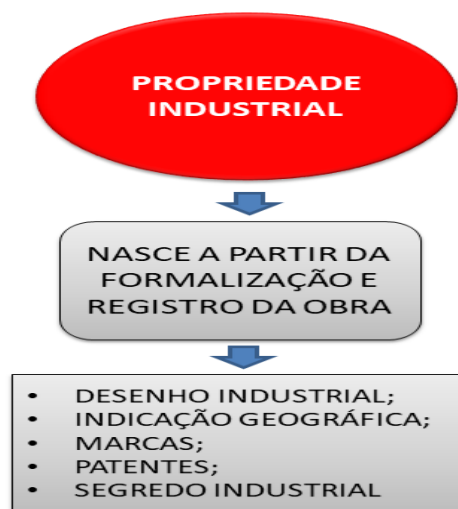 PROPRIEDADE
INDUSTRIAL
NASCE A PARTIR DA
FORMALIZAÇÃO E
REGISTRO DA OBRA
• DESENHO INDUSTRIAL;
• INDICAÇÃO GEOGRÁFICA;
• MARCAS;
• PATENTES;
• SEGREDO INDUSTRIAL